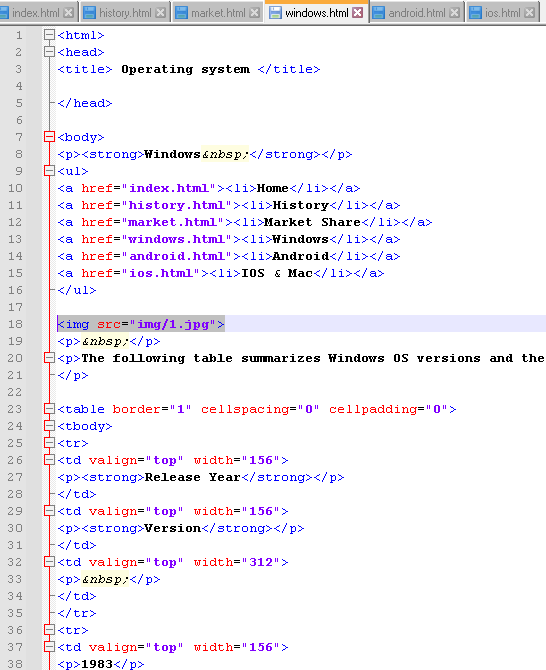 index.html history.html market.html windows.html android.html ios.html
1 <html>
2 <head>
3 <title> Operating system </title>
4
5 </head>
6
7 <body>
8 <p><strong>Windows&nbsp;</strong></p>
9 <ul>
10 <a href="index.html"><li>Home</li></a>
11 <a href="history.html"><li>History</li></a>
12 <a href="market.html"><li>Market Share</li></a>
13 <a href="windows.html"><li>Windows</li></a>
14 <a href="android.html"><li>Android</li></a>
15 <a href="ios.html"><li>IOS & Mac</li></a>
16 </ul>
17
18 <img src="img/1.jpg">
19 <p>&nbsp;</p>
20 <p>The following table summarizes Windows OS versions and the
21 </p>
22
23 <table border="1" cellspacing="0" cellpadding="0">
24 <tbody>
25 <tr>
26 <td valign="top" width="156">
27 <p><strong>Release Year</strong></p>
28 </td>
29 <td valign="top" width="156">
30 <p><strong>Version</strong></p>
31 </td>
32 <td valign="top" width="312">
33 <p>&nbsp;</p>
34 </td>
35 </tr>
36 <tr>
37 <td valign="top" width="156">
38 <p>1983</p>